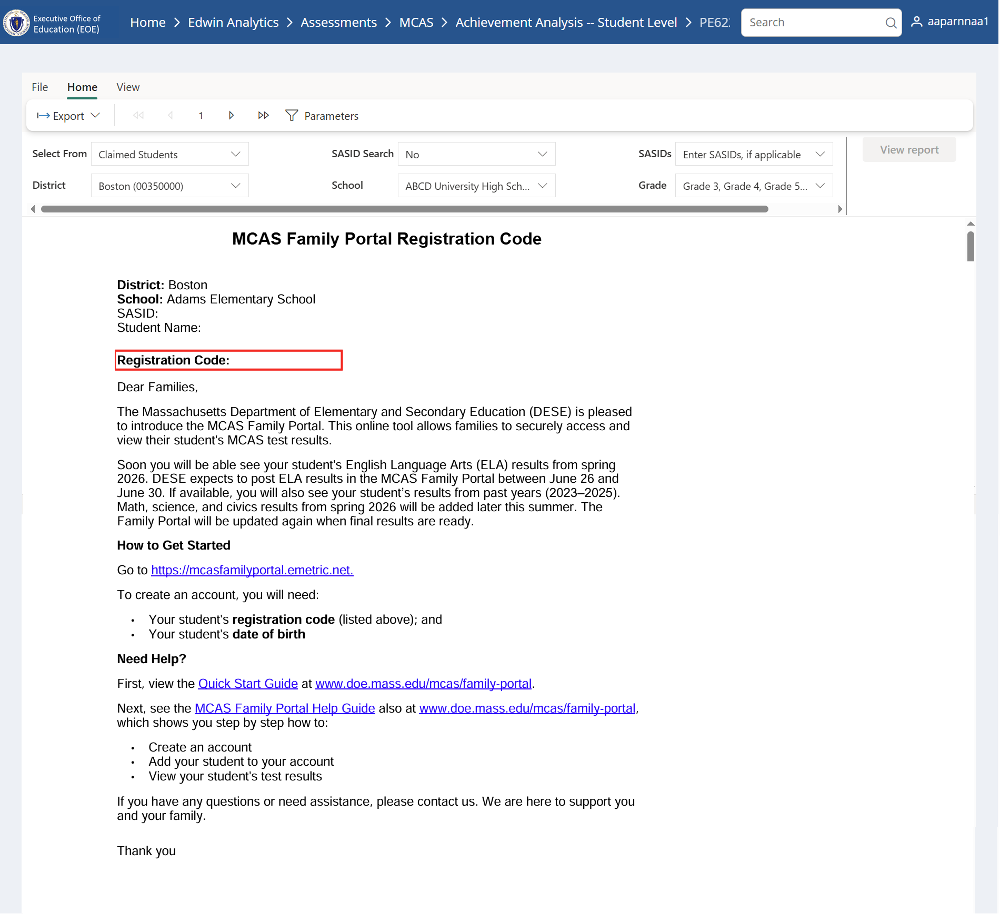 Executive Office of
Education (EOE)
Home > Edwin Analytics > Assessments > MCAS > Achievement Analysis -- Student Level > PE62
Search
aaparnnaa1
File Home View
Export 1 Parameters
Select From Claimed Students SASID Search No SASIDs Enter SASIDs, if applicable View report
District Boston (00350000) School ABCD University High Sch... Grade Grade 3, Grade 4, Grade 5...
MCAS Family Portal Registration Code
District: Boston
School: Adams Elementary School
SASID:
Student Name:
Registration Code:
Dear Families,
The Massachusetts Department of Elementary and Secondary Education (DESE) is pleased
to introduce the MCAS Family Portal. This online tool allows families to securely access and
view their student's MCAS test results.
Soon you will be able see your student's English Language Arts (ELA) results from spring
2026. DESE expects to post ELA results in the MCAS Family Portal between June 26 and
June 30. If available, you will also see your student’s results from past years (2023–2025).
Math, science, and civics results from spring 2026 will be added later this summer. The
Family Portal will be updated again when final results are ready.
How to Get Started
Go to https://mcasfamilyportal.emetric.net.
To create an account, you will need:
• Your student's registration code (listed above); and
• Your student's date of birth
Need Help?
First, view the Quick Start Guide at www.doe.mass.edu/mcas/family-portal.
Next, see the MCAS Family Portal Help Guide also at www.doe.mass.edu/mcas/family-portal,
which shows you step by step how to:
• Create an account
• Add your student to your account
• View your student's test results
If you have any questions or need assistance, please contact us. We are here to support you
and your family.
Thank you